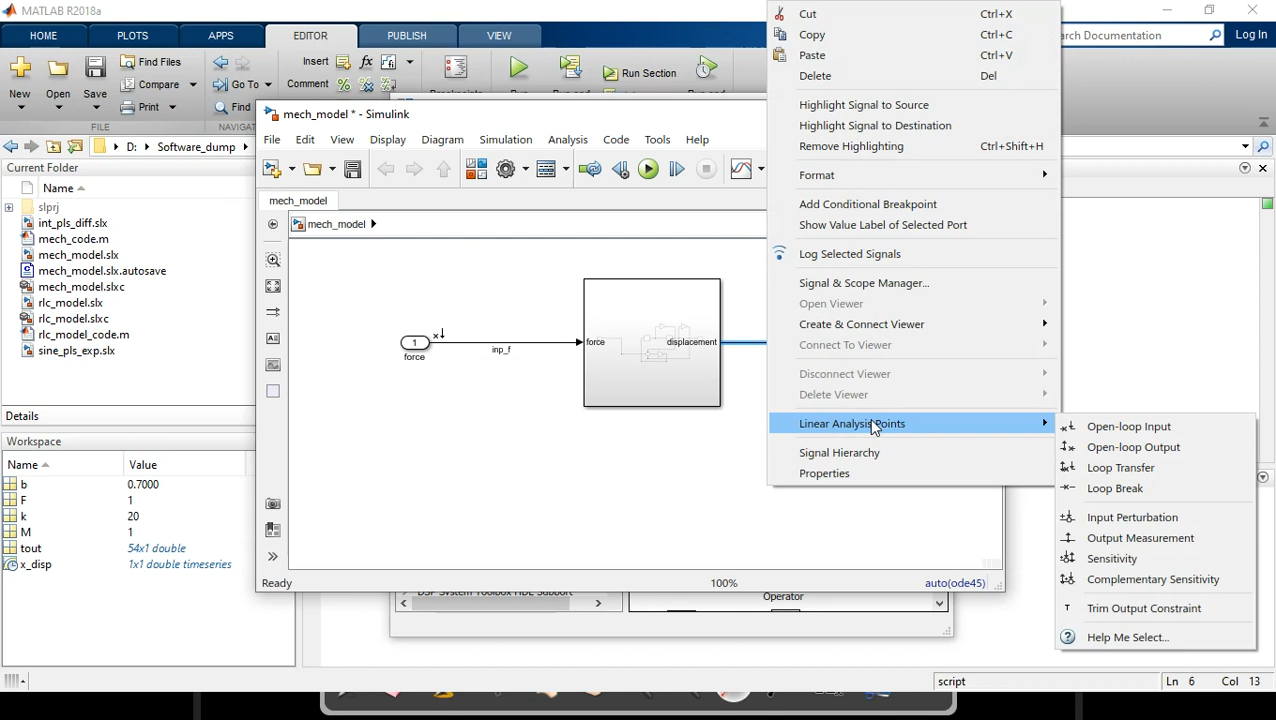 MATLAB R2018a
HOME PLOTS APPS EDITOR PUBLISH VIEW
Log In
Find Files
Insert
Compare
Go To
Comment
Run Section
New Open Save
Print
Find
FILE
NAVIGAT
D: Software_dump
Current Folder
Name
slprj
int_pls_diff.slx
mech_code.m
mech_model.slx
mech_model.slx.autosave
mech_model.slxc
rlc_model.slx
rlc_model.slxc
rlc_model_code.m
sine_pls_exp.slx
Details
Workspace
Name Value
b 0.7000
F 1
k 20
M 1
tout 54x1 double
x_disp 1x1 double timeseries
mech_model * - Simulink
File Edit View Display Diagram Simulation Analysis Code Tools Help
mech_model
mech_model
1
force
inp_f
force
displacement
Ready 100% auto(ode45)
Operator
Cut Ctrl+X
Copy Ctrl+C
Paste Ctrl+V
Delete Del
Highlight Signal to Source
Highlight Signal to Destination
Remove Highlighting Ctrl+Shift+H
Format
Add Conditional Breakpoint
Show Value Label of Selected Port
Log Selected Signals
Signal & Scope Manager...
Open Viewer
Create & Connect Viewer
Connect To Viewer
Disconnect Viewer
Delete Viewer
Linear Analysis Points
Signal Hierarchy
Properties
Open-loop Input
Open-loop Output
Loop Transfer
Loop Break
Input Perturbation
Output Measurement
Sensitivity
Complementary Sensitivity
T Trim Output Constraint
Help Me Select...
script Ln 6 Col 13